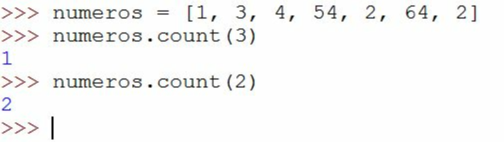 >>> numeros = [1, 3, 4, 54, 2, 64, 2]
>>> numeros.count(3)
1
>>> numeros.count(2)
2
>>>